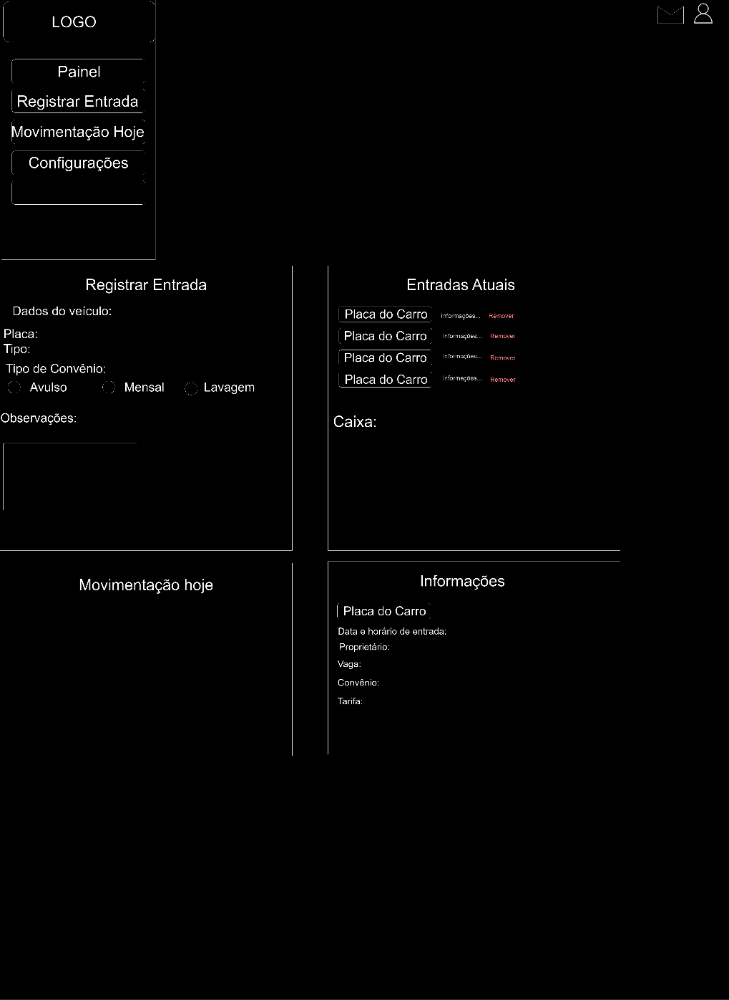 LOGO
Painel
Registrar Entrada
Movimentação Hoje
Configurações
Registrar Entrada
Dados do veículo:
Placa:
Tipo:
Tipo de Convênio:
Avulso Mensal Lavagem
Observações:
Entradas Atuais
Placa do Carro Informações... Remover
Placa do Carro Informações... Remover
Placa do Carro Informações... Remover
Placa do Carro Informações... Remover
Caixa:
Movimentação hoje
Informações
Placa do Carro
Data e horário de entrada:
Proprietário:
Vaga:
Convênio:
Tarifa: